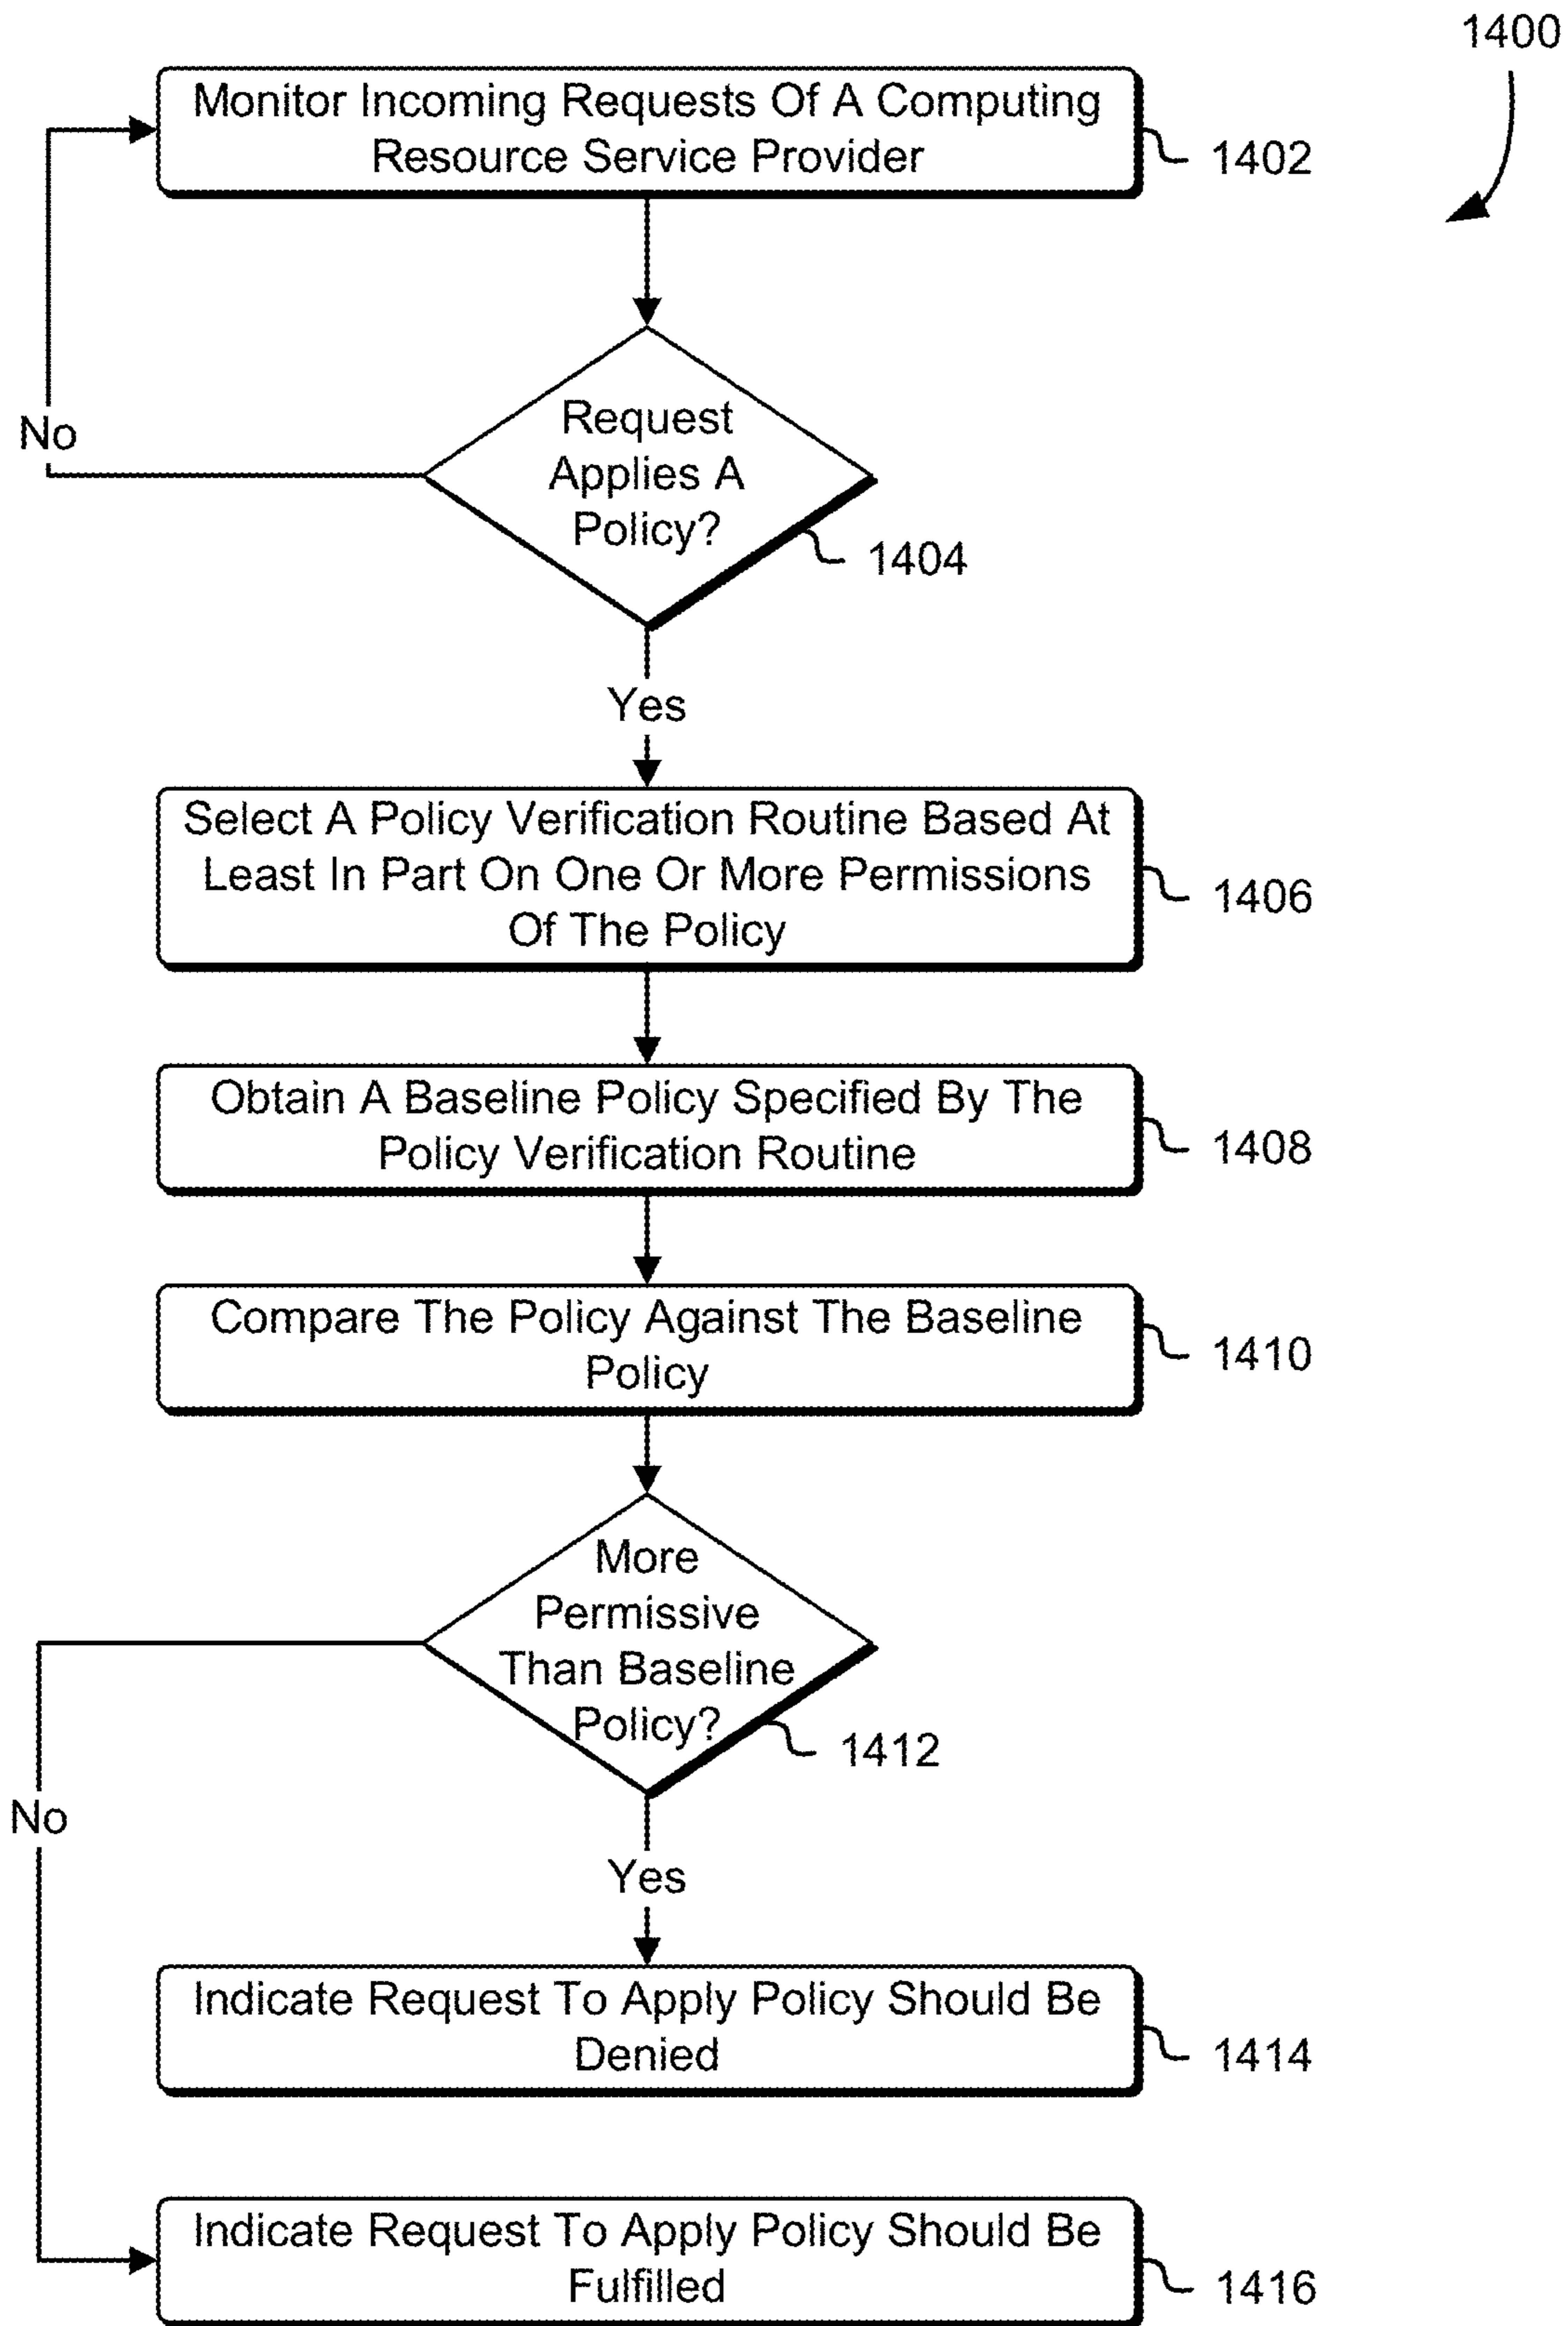 1400
Monitor Incoming Requests Of A Computing
Resource Service Provider
1402
Request
Applies A
Policy?
1404
No
Yes
Select A Policy Verification Routine Based At
Least In Part On One Or More Permissions
Of The Policy
1406
Obtain A Baseline Policy Specified By The
Policy Verification Routine
1408
Compare The Policy Against The Baseline
Policy
1410
More
Permissive
Than Baseline
Policy?
1412
No
Yes
Indicate Request To Apply Policy Should Be
Denied
1414
Indicate Request To Apply Policy Should Be
Fulfilled
1416